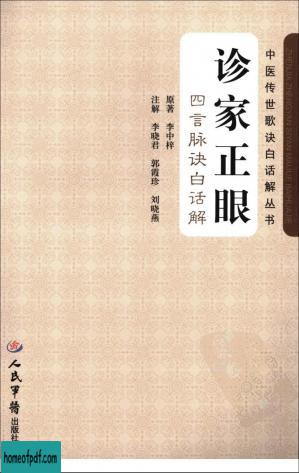 中医传世歌诀白话解丛书
诊家正眼
四言脉诀白话解
原著 李中梓
注解 李晓君 郭霞珍 刘晓燕
人民军医出版社
homeofpdf.com